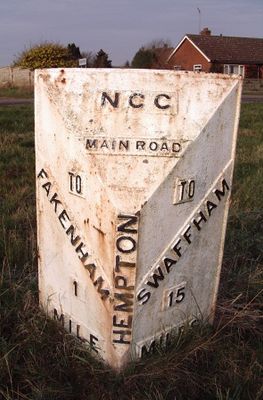 NCC
MAIN ROAD
TO
FAKENHAM
1
MILE
HEMPTON
TO
SWAFFHAM
15
MILES